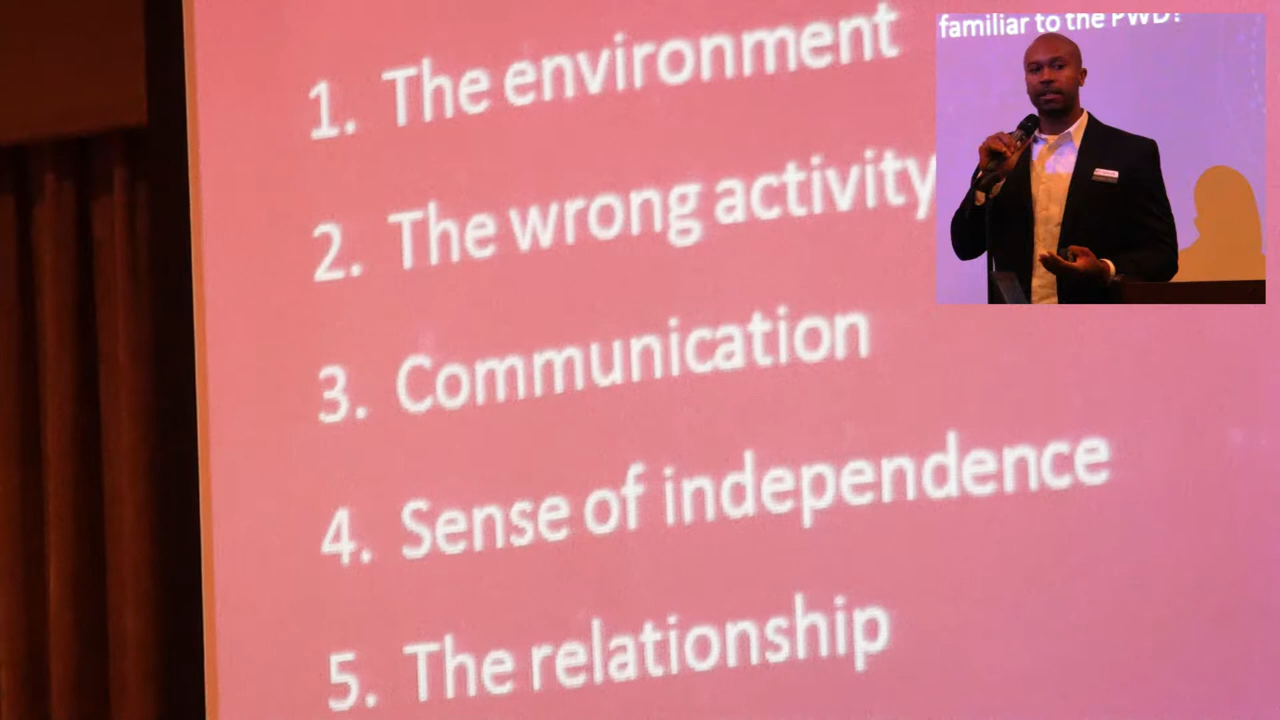 1. The environment
2. The wrong activity
3. Communication
4. Sense of independence
5. The relationship
familiar to the PWD?